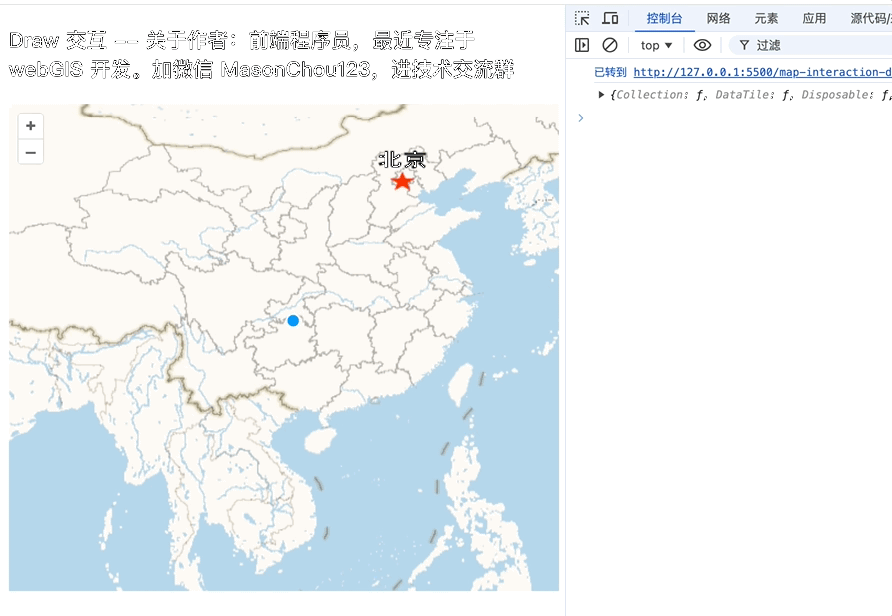 Draw 交互 —— 关于作者：前端程序员，最近专注于
webGIS 开发。加微信 MasonChou123，进技术交流群
+
−
北京
控制台 网络 元素 应用 源代码/
top 过滤
已转到 http://127.0.0.1:5500/map-interaction-d
{Collection: ƒ, DataTile: ƒ, Disposable: ƒ,